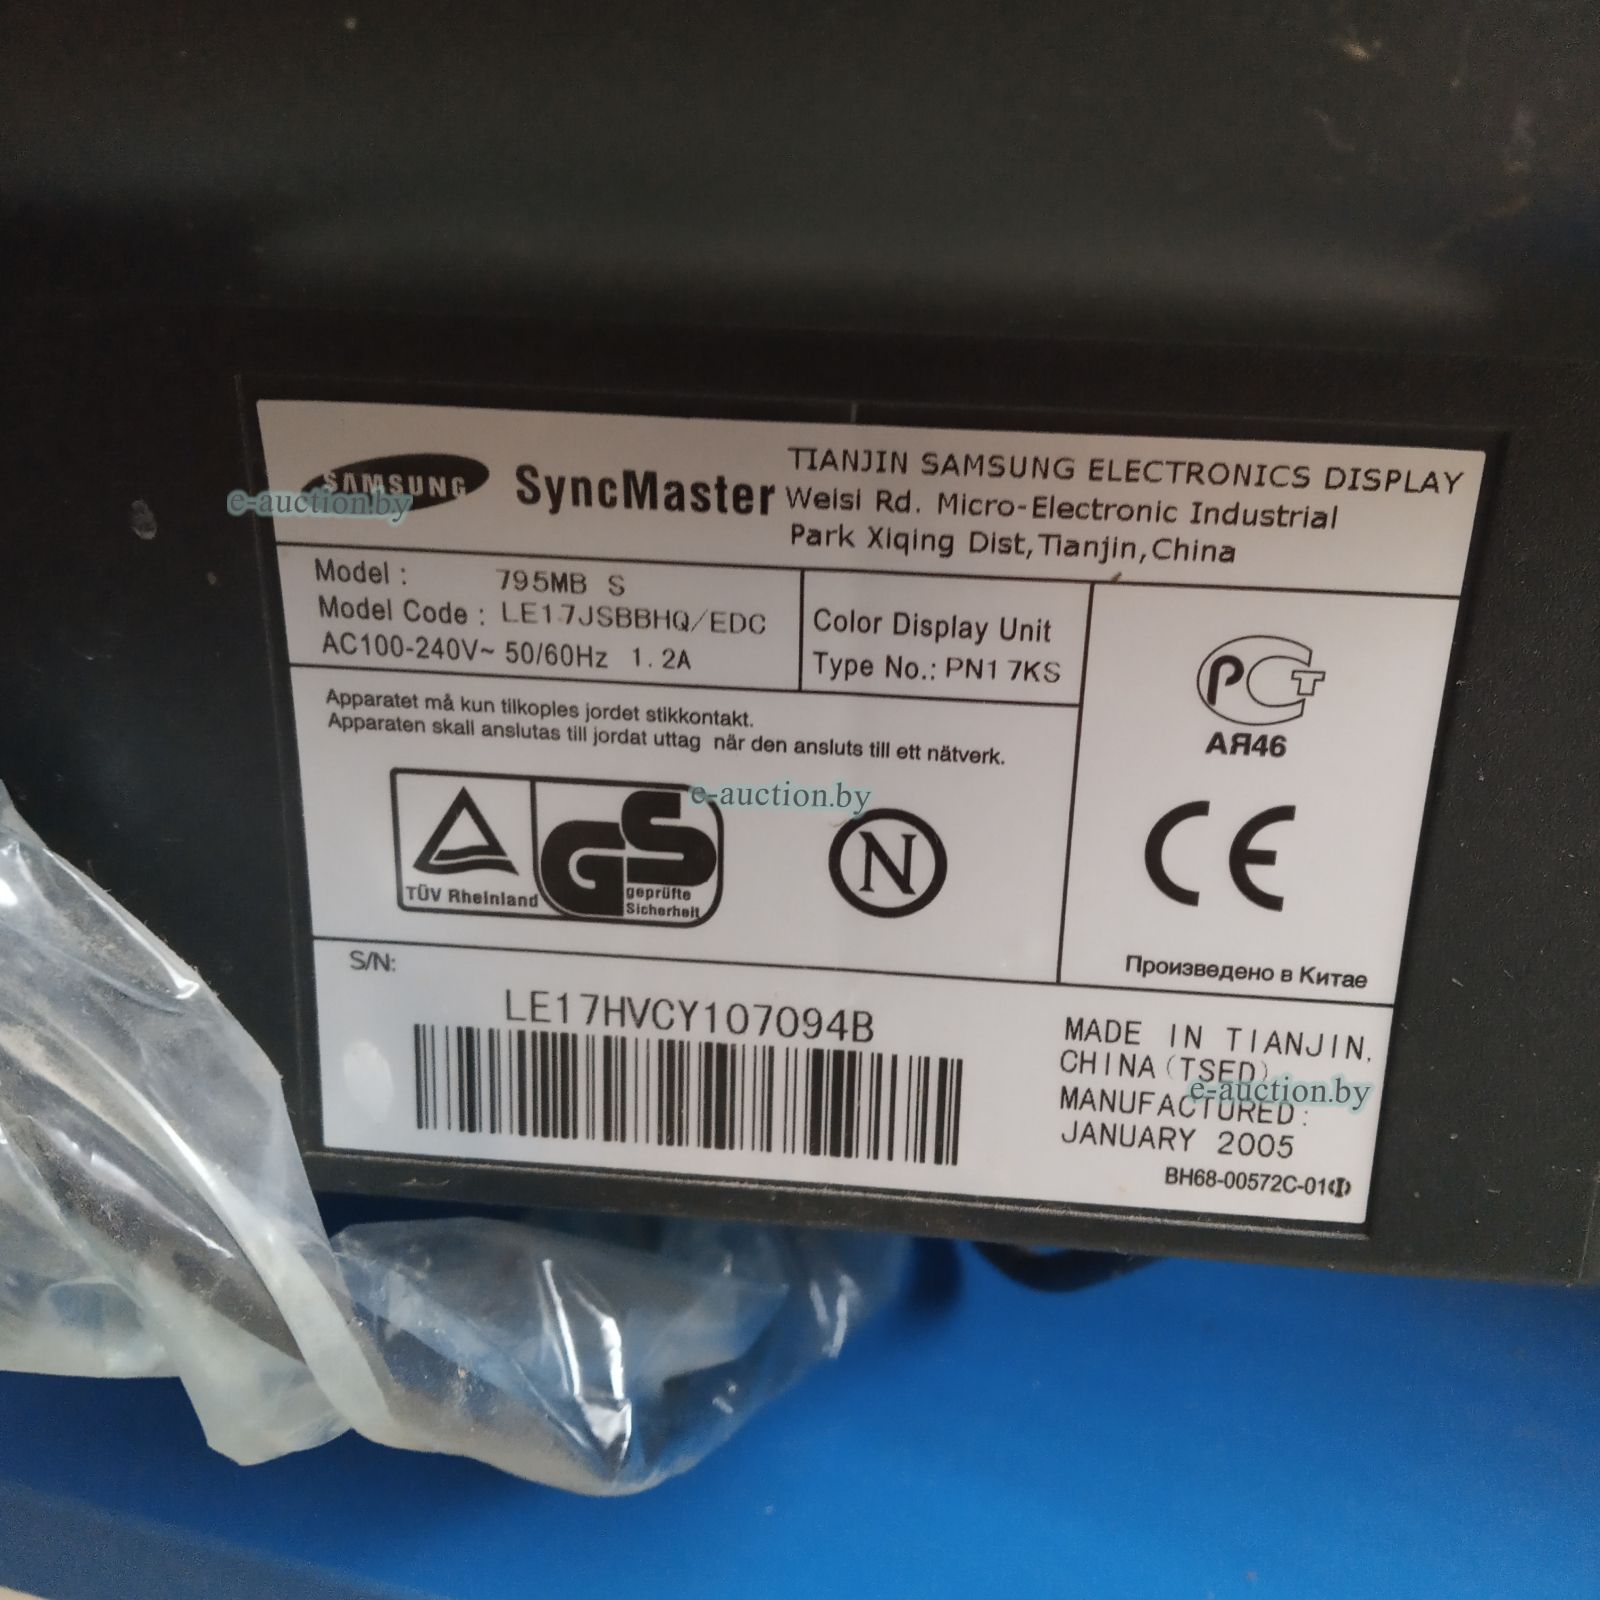 SAMSUNG SyncMaster
TIANJIN SAMSUNG ELECTRONICS DISPLAY
Weisi Rd. Micro-Electronic Industrial
Park Xiqing Dist, Tianjin, China
e-auction.by
Model : 795MB S
Model Code : LE17JSBBHQ/EDC
AC100-240V~ 50/60Hz 1.2A
Color Display Unit
Type No.: PN17KS
Apparatet må kun tilkoples jordet stikkontakt.
Apparaten skall anslutas till jordat uttag när den ansluts till ett nätverk.
PCT
АЯ46
e-auction.by
TÜV Rheinland
GS
geprüfte
Sicherheit
N
CE
Произведено в Китае
S/N:
LE17HVCY107094B
MADE IN TIANJIN,
CHINA(TSED)
e-auction.by
MANUFACTURED:
JANUARY 2005
BH68-00572C-01